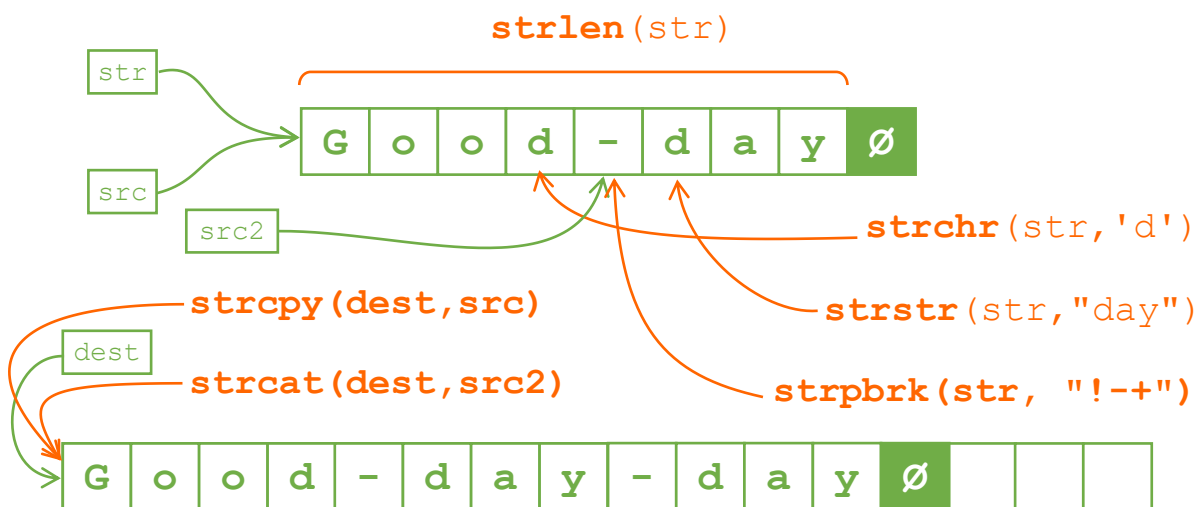 strlen(str)
str
G o o d - d a y Ø
src
src2
strchr(str,'d')
strcpy(dest,src)
strstr(str,"day")
dest
strcat(dest,src2)
strpbrk(str, "!-+")
G o o d - d a y - d a y Ø